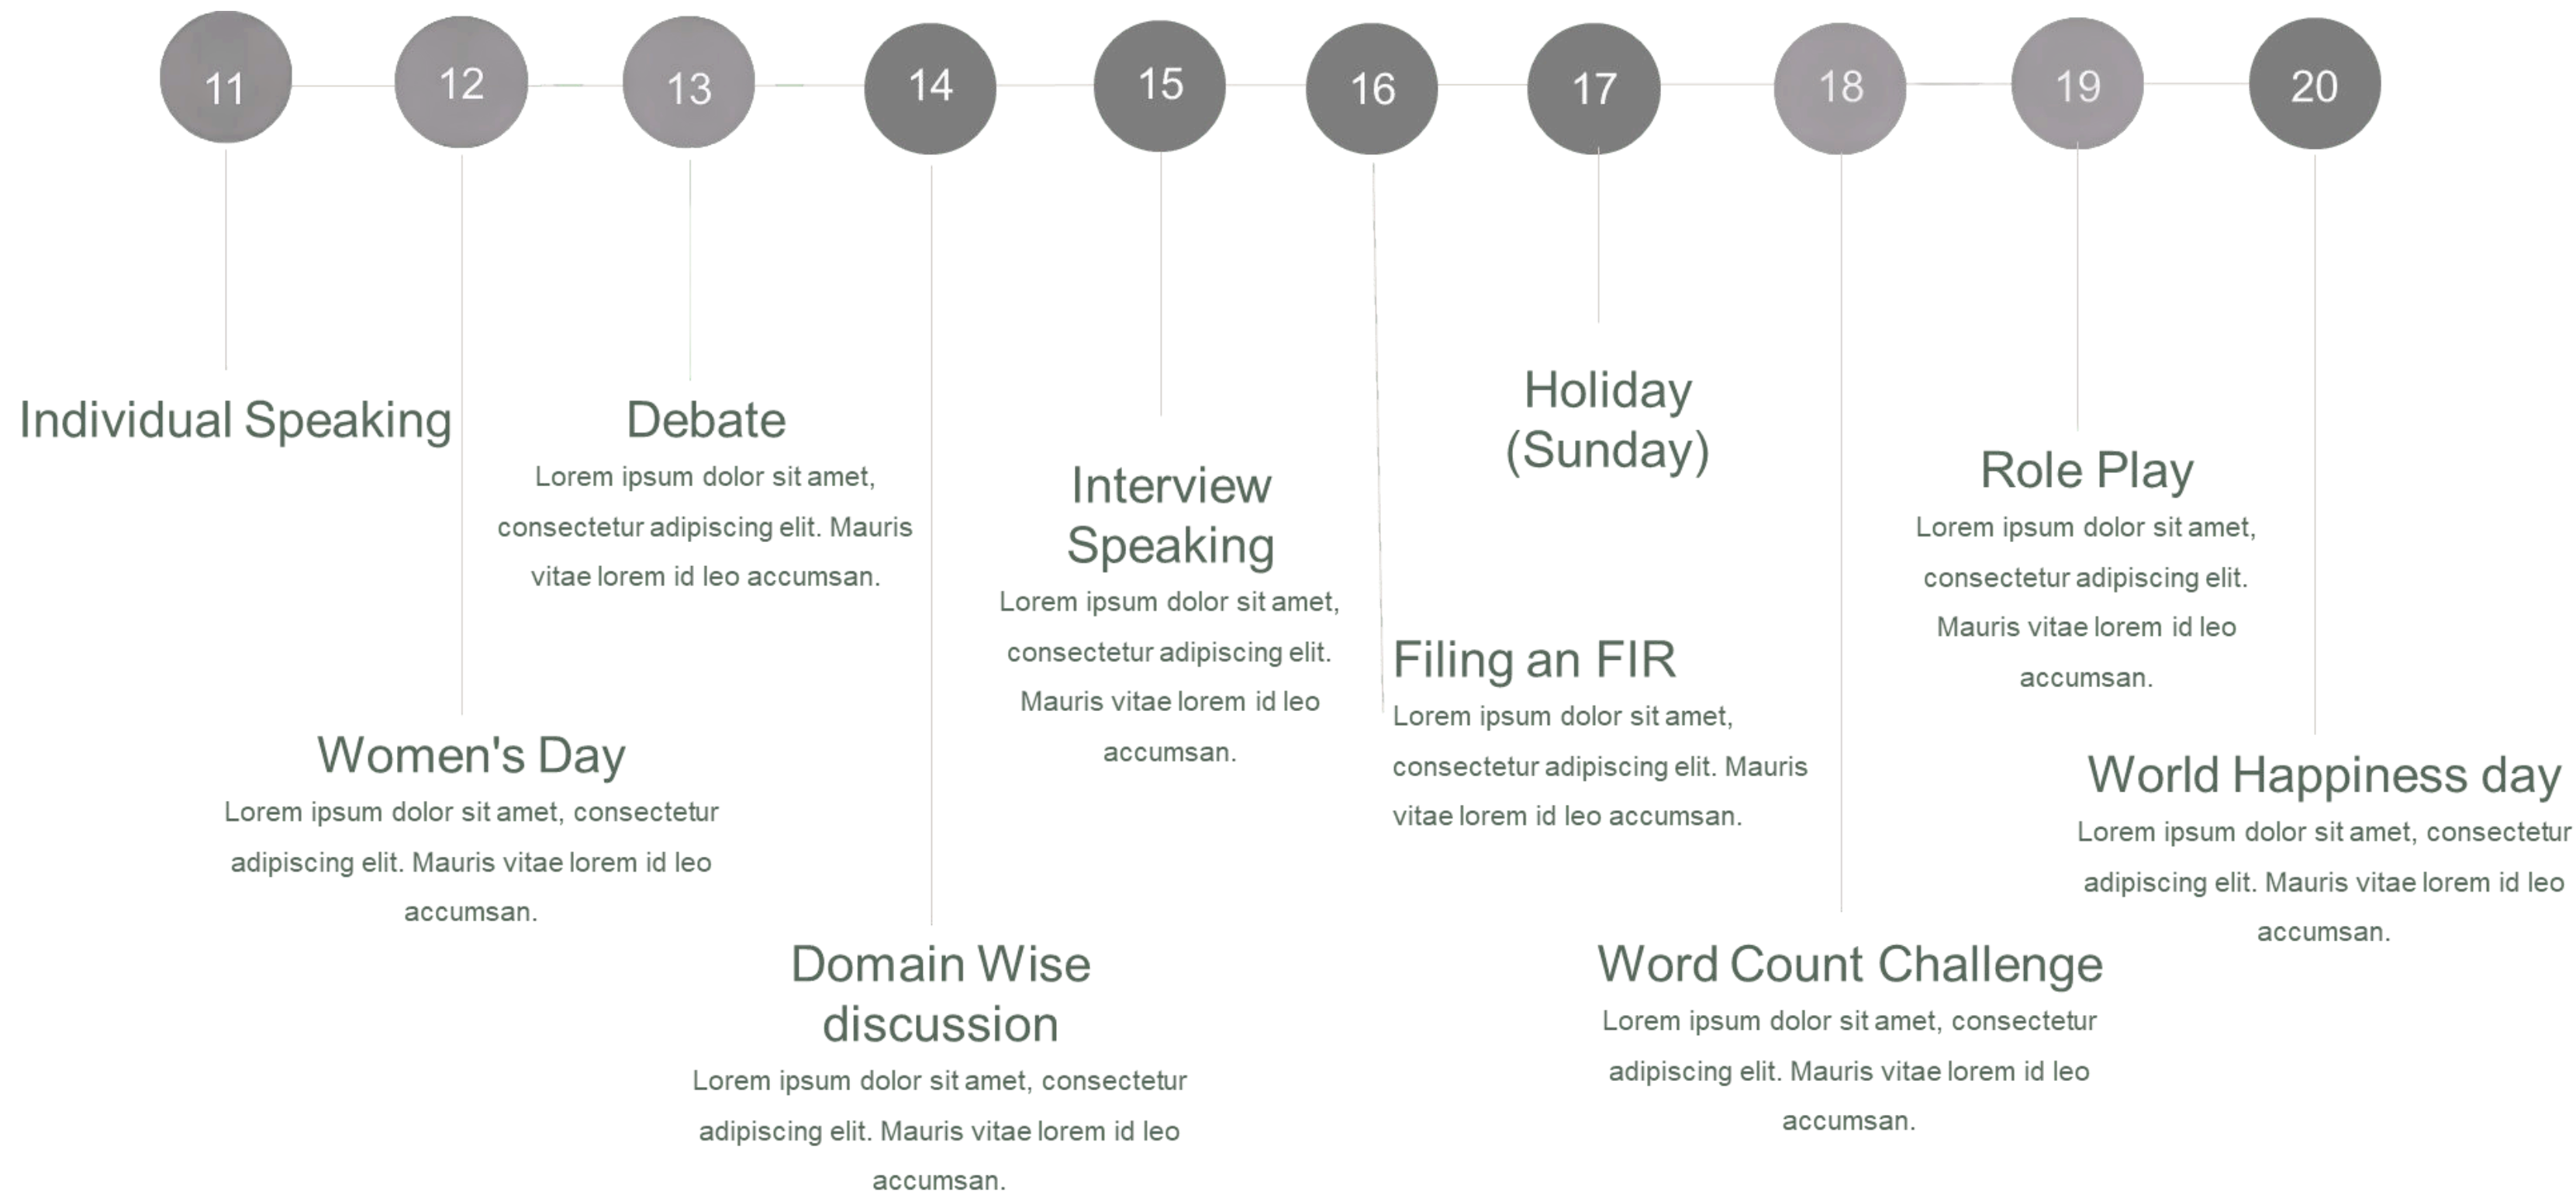 11
12
13
14
15
16
17
18
19
20
Individual Speaking
Women's Day
Lorem ipsum dolor sit amet, consectetur
adipiscing elit. Mauris vitae lorem id leo
accumsan.
Debate
Lorem ipsum dolor sit amet,
consectetur adipiscing elit. Mauris
vitae lorem id leo accumsan.
Domain Wise
discussion
Lorem ipsum dolor sit amet, consectetur
adipiscing elit. Mauris vitae lorem id leo
accumsan.
Interview
Speaking
Lorem ipsum dolor sit amet,
consectetur adipiscing elit.
Mauris vitae lorem id leo
accumsan.
Filing an FIR
Lorem ipsum dolor sit amet,
consectetur adipiscing elit. Mauris
vitae lorem id leo accumsan.
Holiday
(Sunday)
Word Count Challenge
Lorem ipsum dolor sit amet, consectetur
adipiscing elit. Mauris vitae lorem id leo
accumsan.
Role Play
Lorem ipsum dolor sit amet,
consectetur adipiscing elit.
Mauris vitae lorem id leo
accumsan.
World Happiness day
Lorem ipsum dolor sit amet, consectetur
adipiscing elit. Mauris vitae lorem id leo
accumsan.